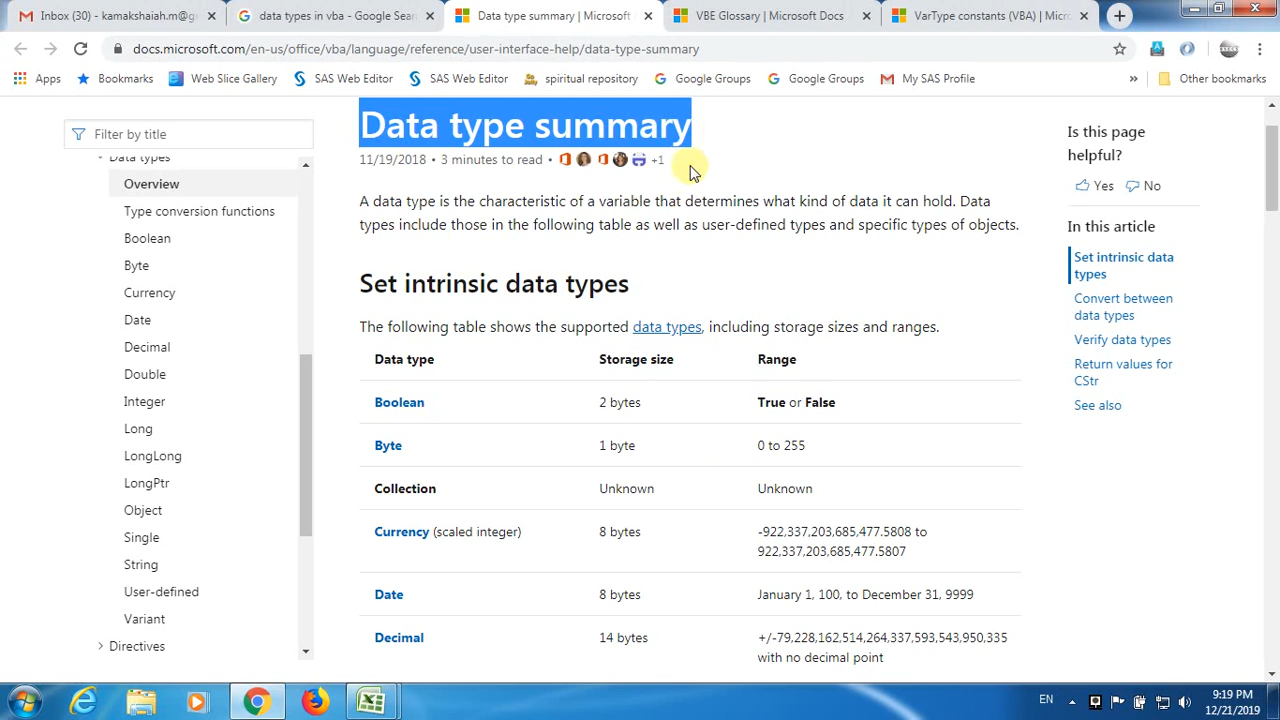 Inbox (30) - kamakshaiah.m@g
data types in vba - Google Sea
Data type summary | Microsoft
VBE Glossary | Microsoft Docs
VarType constants (VBA) | Micro
docs.microsoft.com/en-us/office/vba/language/reference/user-interface-help/data-type-summary
Apps
Bookmarks
Web Slice Gallery
SAS Web Editor
SAS Web Editor
spiritual repository
Google Groups
Google Groups
My SAS Profile
»
Other bookmarks
Filter by title
Data types
Overview
Type conversion functions
Boolean
Byte
Currency
Date
Decimal
Double
Integer
Long
LongLong
LongPtr
Object
Single
String
User-defined
Variant
Directives
Data type summary
11/19/2018 • 3 minutes to read •
+1
A data type is the characteristic of a variable that determines what kind of data it can hold. Data
types include those in the following table as well as user-defined types and specific types of objects.
Set intrinsic data types
The following table shows the supported data types, including storage sizes and ranges.
Data type Storage size Range
Boolean 2 bytes True or False
Byte 1 byte 0 to 255
Collection Unknown Unknown
Currency (scaled integer) 8 bytes -922,337,203,685,477.5808 to
922,337,203,685,477.5807
Date 8 bytes January 1, 100, to December 31, 9999
Decimal 14 bytes +/-79,228,162,514,264,337,593,543,950,335
with no decimal point
Is this page
helpful?
Yes No
In this article
Set intrinsic data
types
Convert between
data types
Verify data types
Return values for
CStr
See also
EN
9:19 PM
12/21/2019